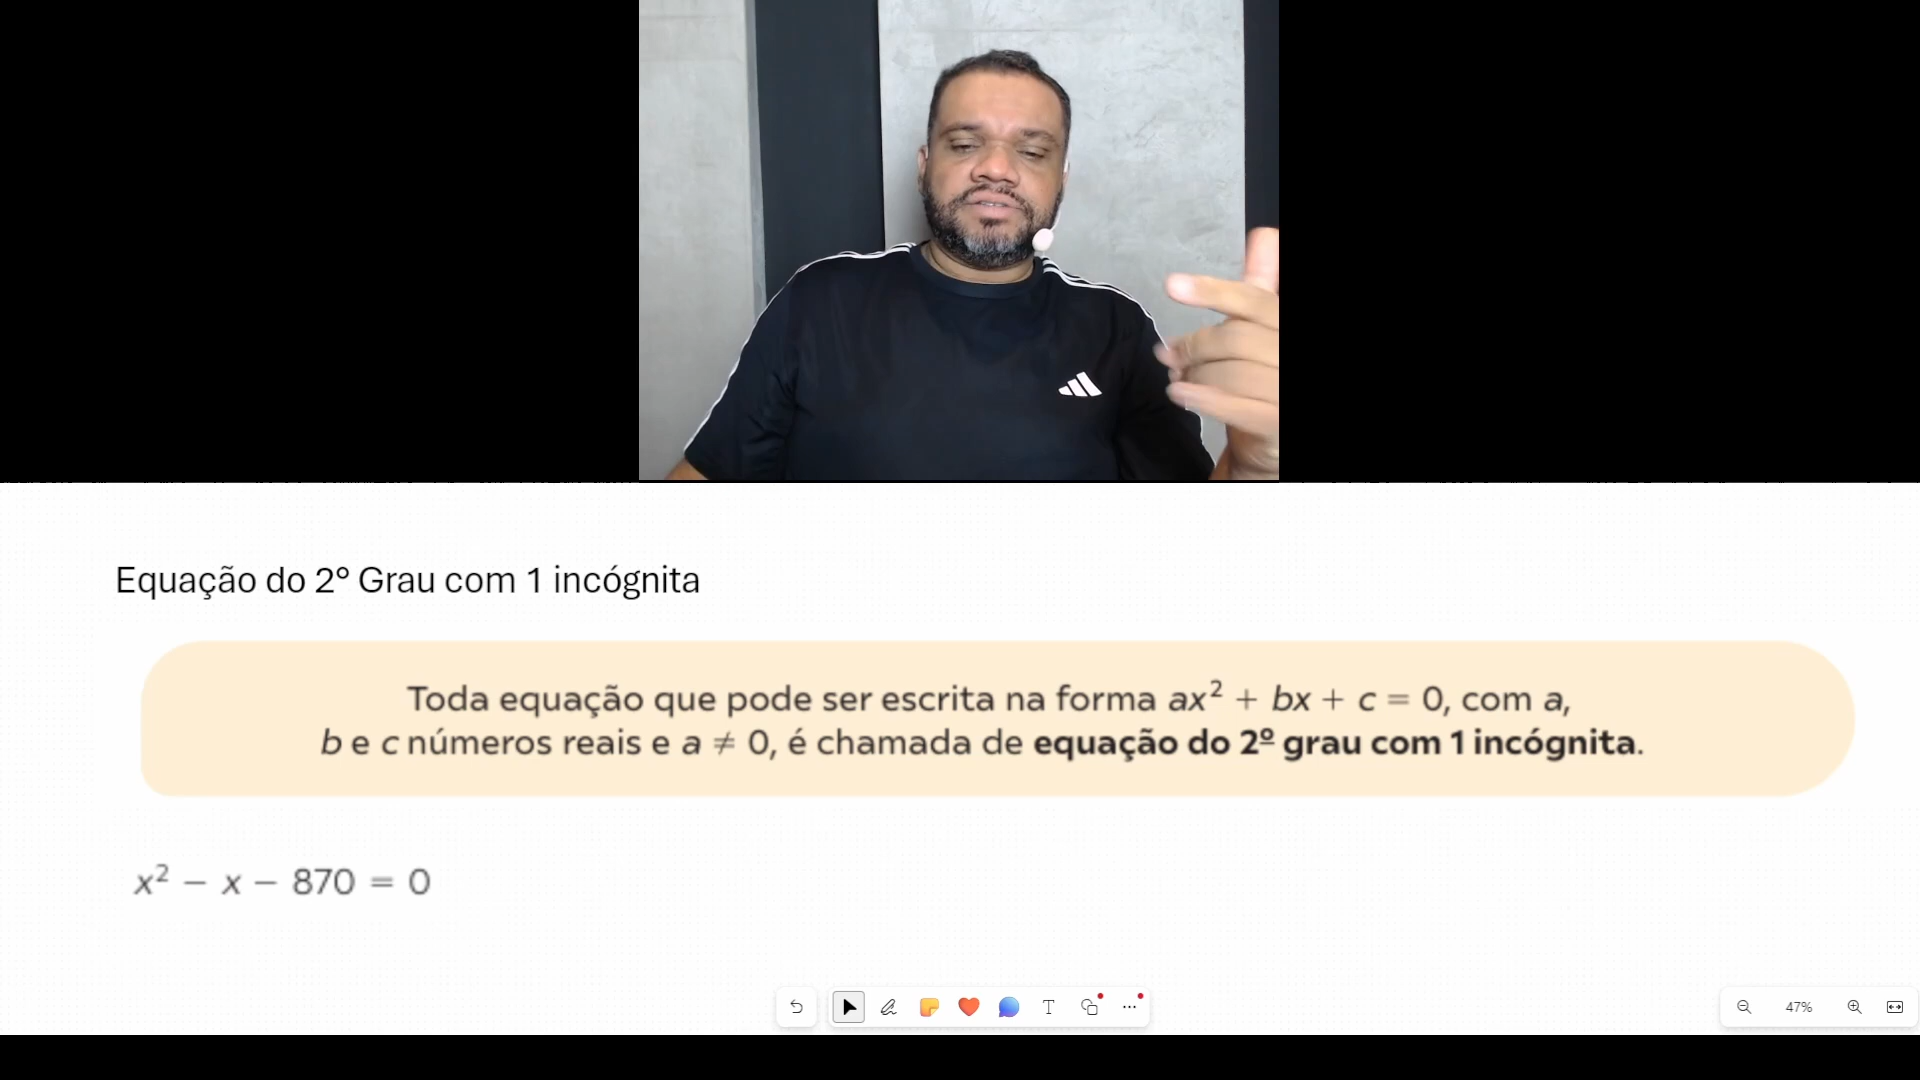 Equação do 2° Grau com 1 incógnita
Toda equação que pode ser escrita na forma ax² + bx + c = 0, com a,
b e c números reais e a ≠ 0, é chamada de equação do 2º grau com 1 incógnita.
x² − x − 870 = 0
T
47%